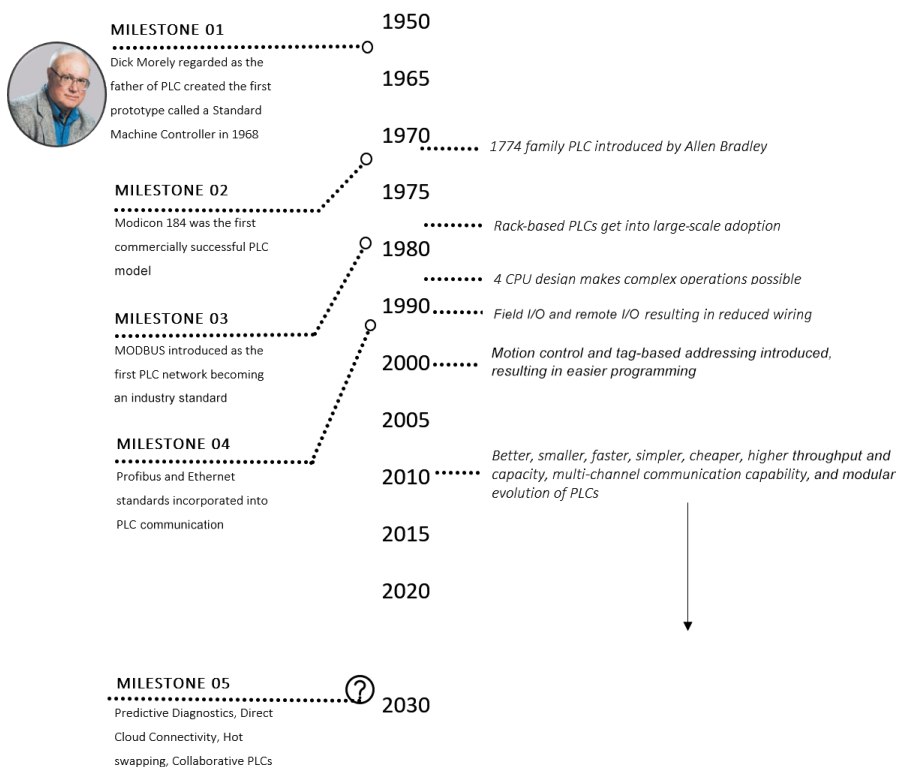 MILESTONE 01
Dick Morely regarded as the
father of PLC created the first
prototype called a Standard
Machine Controller in 1968
MILESTONE 02
Modicon 184 was the first
commercially successful PLC
model
MILESTONE 03
MODBUS introduced as the
first PLC network becoming
an industry standard
MILESTONE 04
Profibus and Ethernet
standards incorporated into
PLC communication
MILESTONE 05
Predictive Diagnostics, Direct
Cloud Connectivity, Hot
swapping, Collaborative PLCs
?
1950
1965
1970
1975
1980
1990
2000
2005
2010
2015
2020
2030
1774 family PLC introduced by Allen Bradley
Rack-based PLCs get into large-scale adoption
4 CPU design makes complex operations possible
Field I/O and remote I/O resulting in reduced wiring
Motion control and tag-based addressing introduced,
resulting in easier programming
Better, smaller, faster, simpler, cheaper, higher throughput and
capacity, multi-channel communication capability, and modular
evolution of PLCs